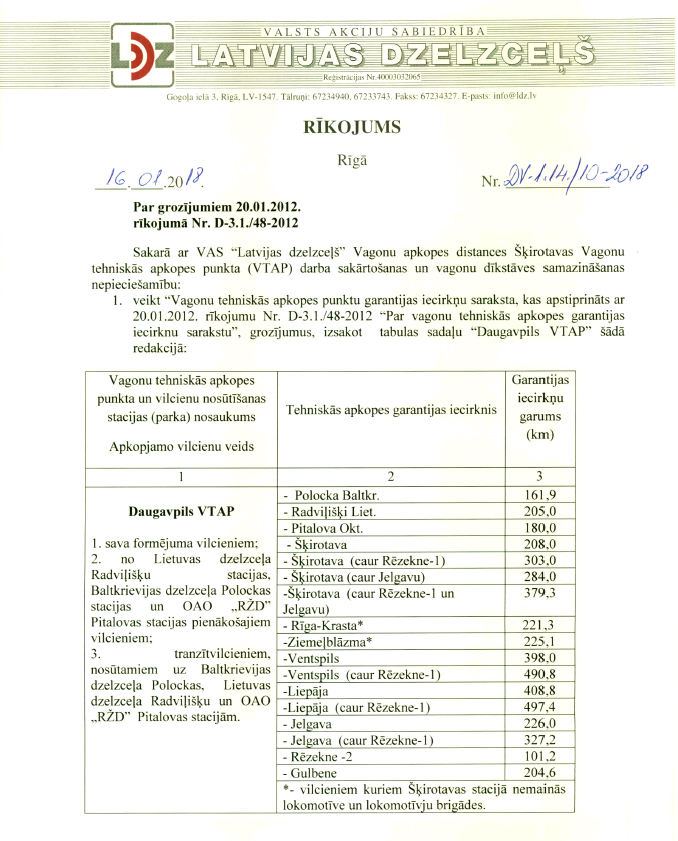 VALSTS AKCIJU SABIEDRĪBA
LDZ LATVIJAS DZELZCEĻŠ
Reģistrācijas Nr.40003032065
Gogoļa ielā 3, Rīgā, LV-1547. Tālruņi: 67234940, 67233743. Fakss: 67234327. E-pasts: info@ldz.lv
RĪKOJUMS
Rīgā
16.01.2018. Nr. DV-1.14./10-2018
Par grozījumiem 20.01.2012.
rīkojumā Nr. D-3.1./48-2012
Sakarā ar VAS “Latvijas dzelzceļš” Vagonu apkopes distances Šķirotavas Vagonu
tehniskās apkopes punkta (VTAP) darba sakārtošanas un vagonu dīkstāves samazināšanas
nepieciešamību:
1. veikt “Vagonu tehniskās apkopes punktu garantijas iecirkņu saraksta, kas apstiprināts ar
20.01.2012. rīkojumu Nr. D-3.1./48-2012 “Par vagonu tehniskās apkopes garantijas
iecirknu sarakstu”, grozījumus, izsakot tabulas sadaļu “Daugavpils VTAP” šādā
redakcijā:
Vagonu tehniskās apkopes
punkta un vilcienu nosūtīšanas
stacijas (parka) nosaukums
Apkopjamo vilcienu veids
Tehniskās apkopes garantijas iecirknis
Garantijas
iecirkņu
garums
(km)
1 2 3
Daugavpils VTAP
1. sava formējuma vilcieniem;
2. no Lietuvas dzelzceļa
Radvilišķu stacijas,
Baltkrievijas dzelzceļa Polockas
stacijas un OAO „RŽD”
Pitalovas stacijas pienākošajiem
vilcieniem;
3. tranzītvilcieniem,
nosūtamiem uz Baltkrievijas
dzelzceļa Polockas, Lietuvas
dzelzceļa Radvilišķu un OAO
„RŽD” Pitalovas stacijām.
- Polocka Baltkr. 161,9
- Radvilišķi Liet. 205,0
- Pitalova Okt. 180,0
- Šķirotava 208,0
- Šķirotava (caur Rēzekne-1) 303,0
- Šķirotava (caur Jelgavu) 284,0
-Šķirotava (caur Rēzekne-1 un 379,3
Jelgavu)
- Rīga-Krasta* 221,3
-Ziemeļblāzma* 225,1
-Ventspils 398,0
-Ventspils (caur Rēzekne-1) 490,8
-Liepāja 408,8
-Liepāja (caur Rēzekne-1) 497,4
- Jelgava 226,0
- Jelgava (caur Rēzekne-1) 327,2
- Rēzekne -2 101,2
- Gulbene 204,6
*- vilcieniem kuriem Šķirotavas stacijā nemainās
lokomotīve un lokomotīvju brigādes.